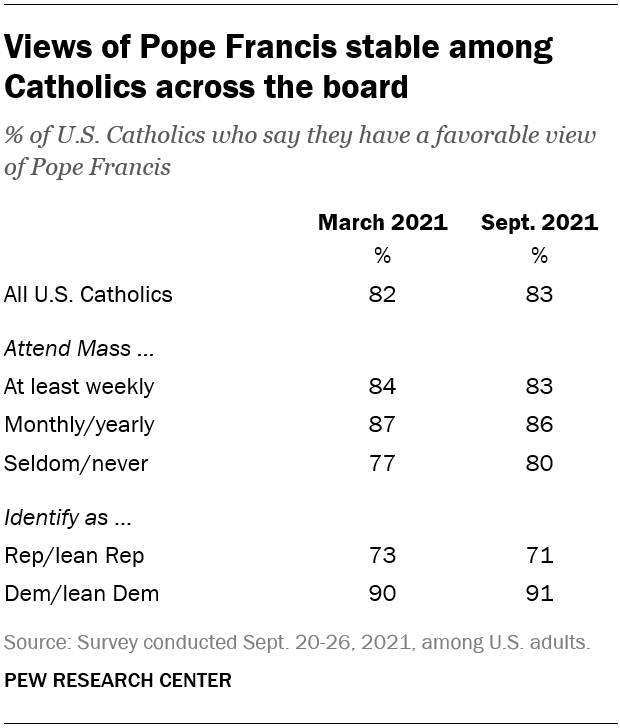 Views of Pope Francis stable among
Catholics across the board
% of U.S. Catholics who say they have a favorable view
of Pope Francis
March 2021 Sept. 2021
% %
All U.S. Catholics 82 83
Attend Mass ...
At least weekly 84 83
Monthly/yearly 87 86
Seldom/never 77 80
Identify as ...
Rep/lean Rep 73 71
Dem/lean Dem 90 91
Source: Survey conducted Sept. 20-26, 2021, among U.S. adults.
PEW RESEARCH CENTER